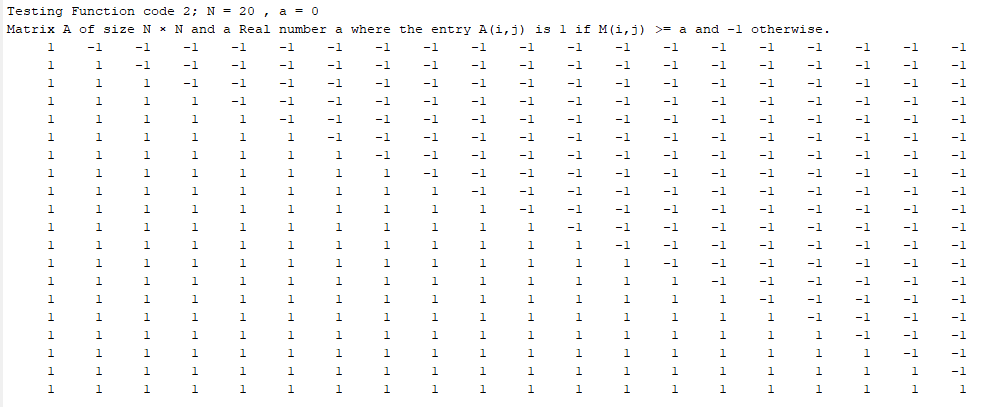 Testing Function code 2; N = 20 , a = 0
Matrix A of size N × N and a Real number a where the entry A(i,j) is 1 if M(i,j) >= a and -1 otherwise.
1 -1 -1 -1 -1 -1 -1 -1 -1 -1 -1 -1 -1 -1 -1 -1 -1 -1 -1 -1
1 1 -1 -1 -1 -1 -1 -1 -1 -1 -1 -1 -1 -1 -1 -1 -1 -1 -1 -1
1 1 1 -1 -1 -1 -1 -1 -1 -1 -1 -1 -1 -1 -1 -1 -1 -1 -1 -1
1 1 1 1 -1 -1 -1 -1 -1 -1 -1 -1 -1 -1 -1 -1 -1 -1 -1 -1
1 1 1 1 1 -1 -1 -1 -1 -1 -1 -1 -1 -1 -1 -1 -1 -1 -1 -1
1 1 1 1 1 1 -1 -1 -1 -1 -1 -1 -1 -1 -1 -1 -1 -1 -1 -1
1 1 1 1 1 1 1 -1 -1 -1 -1 -1 -1 -1 -1 -1 -1 -1 -1 -1
1 1 1 1 1 1 1 1 -1 -1 -1 -1 -1 -1 -1 -1 -1 -1 -1 -1
1 1 1 1 1 1 1 1 1 -1 -1 -1 -1 -1 -1 -1 -1 -1 -1 -1
1 1 1 1 1 1 1 1 1 1 -1 -1 -1 -1 -1 -1 -1 -1 -1 -1
1 1 1 1 1 1 1 1 1 1 1 -1 -1 -1 -1 -1 -1 -1 -1 -1
1 1 1 1 1 1 1 1 1 1 1 1 -1 -1 -1 -1 -1 -1 -1 -1
1 1 1 1 1 1 1 1 1 1 1 1 1 -1 -1 -1 -1 -1 -1 -1
1 1 1 1 1 1 1 1 1 1 1 1 1 1 -1 -1 -1 -1 -1 -1
1 1 1 1 1 1 1 1 1 1 1 1 1 1 1 -1 -1 -1 -1 -1
1 1 1 1 1 1 1 1 1 1 1 1 1 1 1 1 -1 -1 -1 -1
1 1 1 1 1 1 1 1 1 1 1 1 1 1 1 1 1 -1 -1 -1
1 1 1 1 1 1 1 1 1 1 1 1 1 1 1 1 1 1 -1 -1
1 1 1 1 1 1 1 1 1 1 1 1 1 1 1 1 1 1 1 -1
1 1 1 1 1 1 1 1 1 1 1 1 1 1 1 1 1 1 1 1